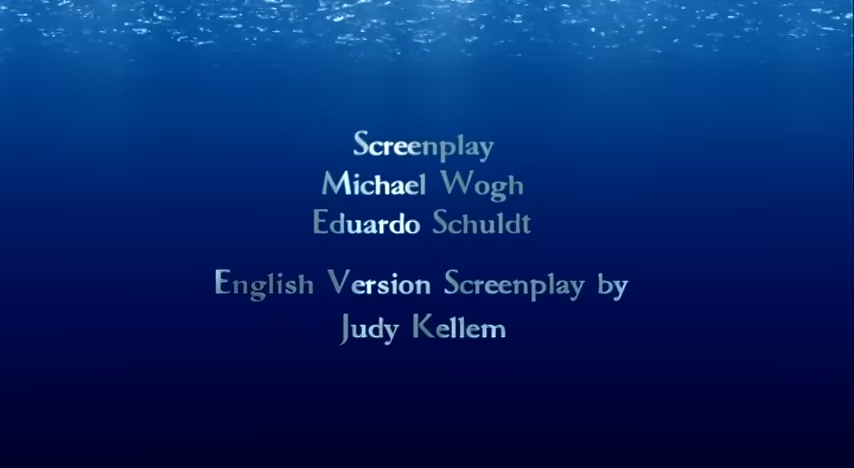 Screenplay
Michael Wogh
Eduardo Schuldt
English Version Screenplay by
Judy Kellem